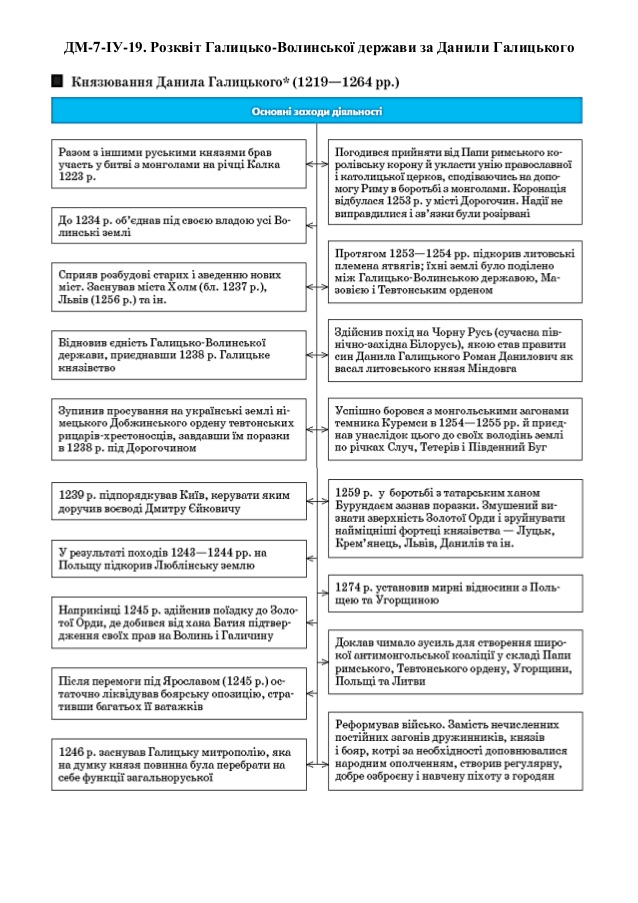 ДМ-7-ІУ-19. Розквіт Галицько-Волинської держави за Данили Галицького
Князювання Данила Галицького* (1219—1264 рр.)
Основні заходи діяльності
Разом з іншими руськими князями брав
участь у битві з монголами на річці Калка
1223 р.
До 1234 р. об’єднав під своєю владою усі Во-
линські землі
Сприяв розбудові старих і зведенню нових
міст. Заснував міста Холм (бл. 1237 р.),
Львів (1256 р.) та ін.
Відновив єдність Галицько-Волинської
держави, приєднавши 1238 р. Галицьке
князівство
Зупинив просування на українські землі ні-
мецького Добжинського ордену тевтонських
рицарів-хрестоносців, завдавши їм поразки
в 1238 р. під Дорогочином
1239 р. підпорядкував Київ, керувати яким
доручив воєводі Дмитру Єйковичу
У результаті походів 1243—1244 рр. на
Польщу підкорив Люблінську землю
Наприкінці 1245 р. здійснив поїздку до Золо-
тої Орди, де добився від хана Батия підтвер-
дження своїх прав на Волинь і Галичину
Після перемоги під Ярославом (1245 р.) ос-
таточно ліквідував боярську опозицію, стра-
тивши багатьох її ватажків
1246 р. заснував Галицьку митрополію, яка
на думку князя повинна була перебрати на
себе функції загальноруської
Погодився прийняти від Папи римського ко-
ролівську корону й укласти унію православної
і католицької церков, сподіваючись на допо-
могу Риму в боротьбі з монголами. Коронація
відбулася 1253 р. у місті Дорогочин. Надії не
виправдилися і зв’язки були розірвані
Протягом 1253—1254 рр. підкорив литовські
племена ятвягів; їхні землі було поділено
між Галицько-Волинською державою, Ма-
зовією і Тевтонським орденом
Здійснив похід на Чорну Русь (сучасна пів-
нічно-західна Білорусь), якою став правити
син Данила Галицького Роман Данилович як
васал литовського князя Міндовга
Успішно боровся з монгольськими загонами
темника Куремси в 1254—1255 рр. й приєд-
нав унаслідок цього до своїх володінь землі
по річках Случ, Тетерів і Південний Буг
1259 р. у боротьбі з татарським ханом
Бурундаєм зазнав поразки. Змушений ви-
знати зверхність Золотої Орди і зруйнувати
найміцніші фортеці князівства — Луцьк,
Крем’янець, Львів, Данилів та ін.
1274 р. установив мирні відносини з Поль-
щею та Угорщиною
Доклав чимало зусиль для створення широ-
кої антимонгольської коаліції у складі Папи
римського, Тевтонського ордену, Угорщини,
Польщі та Литви
Реформував військо. Замість нечисленних
постійних загонів дружинників, князів
і бояр, котрі за необхідності доповнювалися
народним ополченням, створив регулярну,
добре озброєну і навчену піхоту з городян